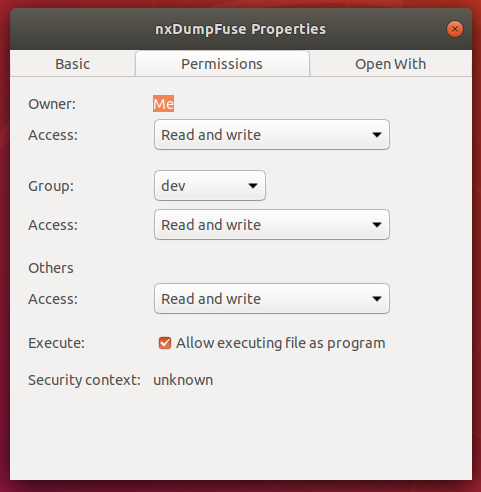 nxDumpFuse Properties
Basic Permissions Open With
Owner: Me
Access: Read and write
Group: dev
Access: Read and write
Others
Access: Read and write
Execute: Allow executing file as program
Security context: unknown